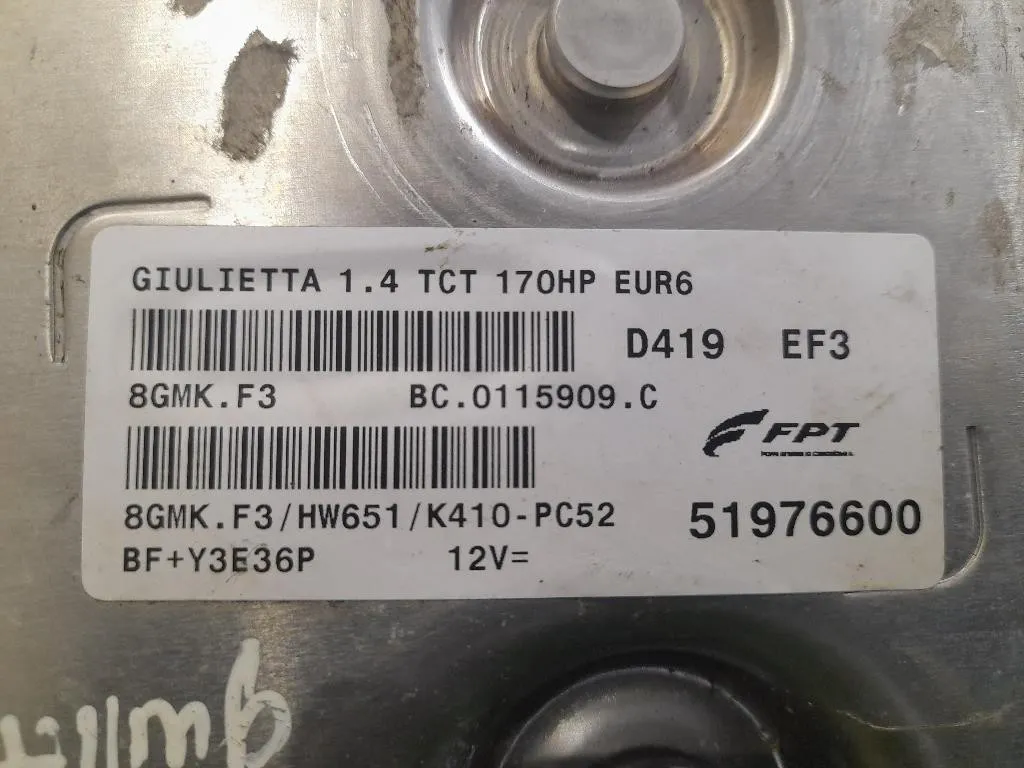 GIULIETTA 1.4 TCT 170HP EUR6
D419 EF3
8GMK.F3 BC.0115909.C
FPT
8GMK.F3/HW651/K410-PC52
51976600
BF+Y3E36P 12V=